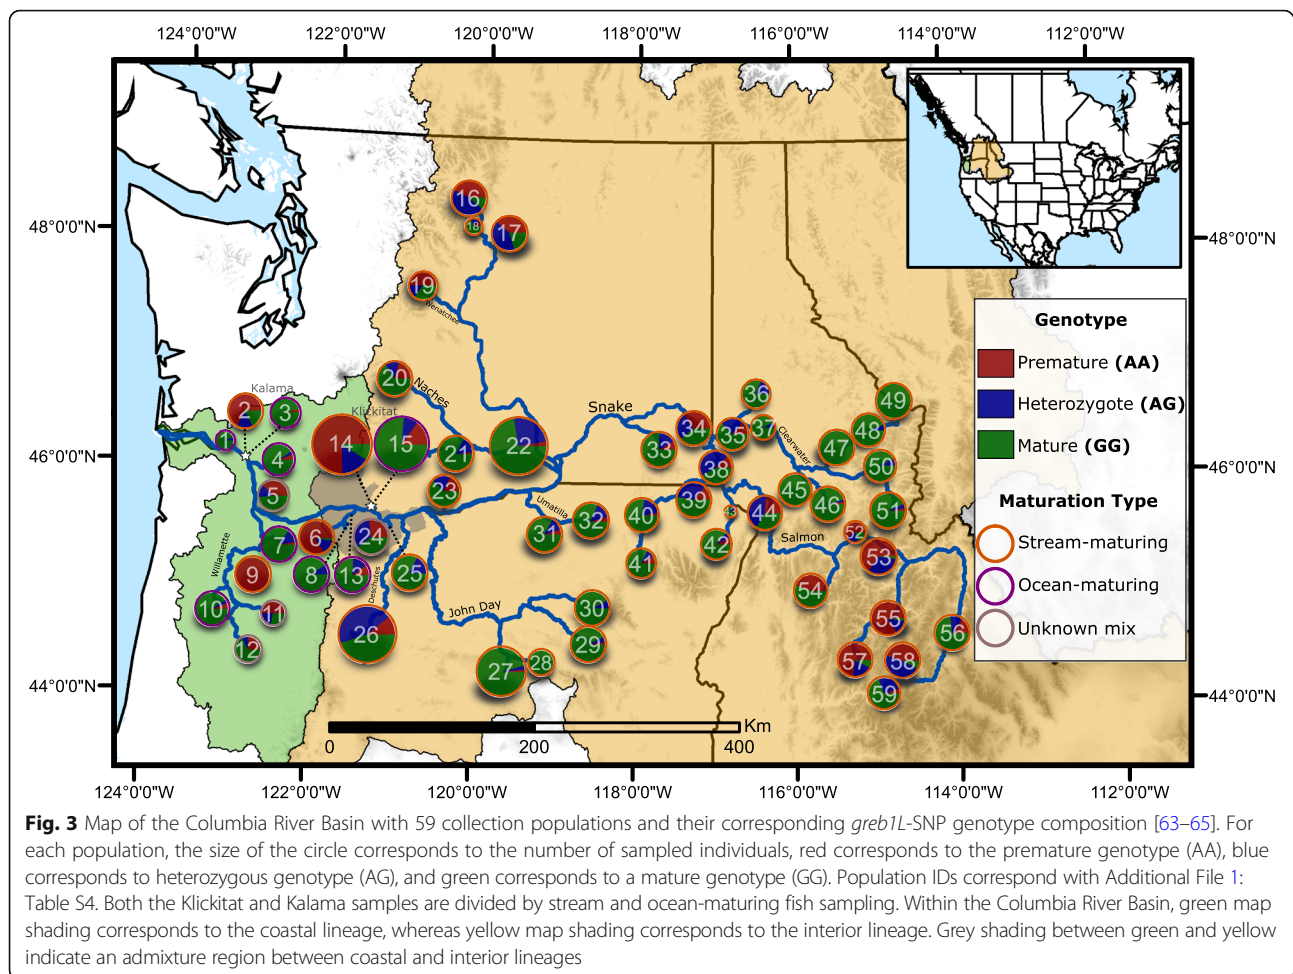 124°0'0"W 122°0'0"W 120°0'0"W 118°0'0"W 116°0'0"W 114°0'0"W 112°0'0"W
48°0'0"N
48°0'0"N
46°0'0"N
46°0'0"N
44°0'0"N
44°0'0"N
16
18
17
19
Wenatchee
20
Naches
Kalama
Klickitat
2
3
1
4
5
14
15
21
22
23
Snake
36
49
34
35
37
48
33
Clearwater
47
38
50
39
45
46
51
40
43
44
Umatilla
32
31
42
41
Salmon
52
53
54
55
56
57
58
59
7
6
24
8
13
25
9
Willamette
Deschutes
10
11
12
26
John Day
30
29
27
28
Genotype
Premature (AA)
Heterozygote (AG)
Mature (GG)
Maturation Type
Stream-maturing
Ocean-maturing
Unknown mix
Km
0 200 400
124°0'0"W 122°0'0"W 120°0'0"W 118°0'0"W 116°0'0"W 114°0'0"W 112°0'0"W
Fig. 3 Map of the Columbia River Basin with 59 collection populations and their corresponding greb1L-SNP genotype composition [63–65]. For
each population, the size of the circle corresponds to the number of sampled individuals, red corresponds to the premature genotype (AA), blue
corresponds to heterozygous genotype (AG), and green corresponds to a mature genotype (GG). Population IDs correspond with Additional File 1:
Table S4. Both the Klickitat and Kalama samples are divided by stream and ocean-maturing fish sampling. Within the Columbia River Basin, green map
shading corresponds to the coastal lineage, whereas yellow map shading corresponds to the interior lineage. Grey shading between green and yellow
indicate an admixture region between coastal and interior lineages